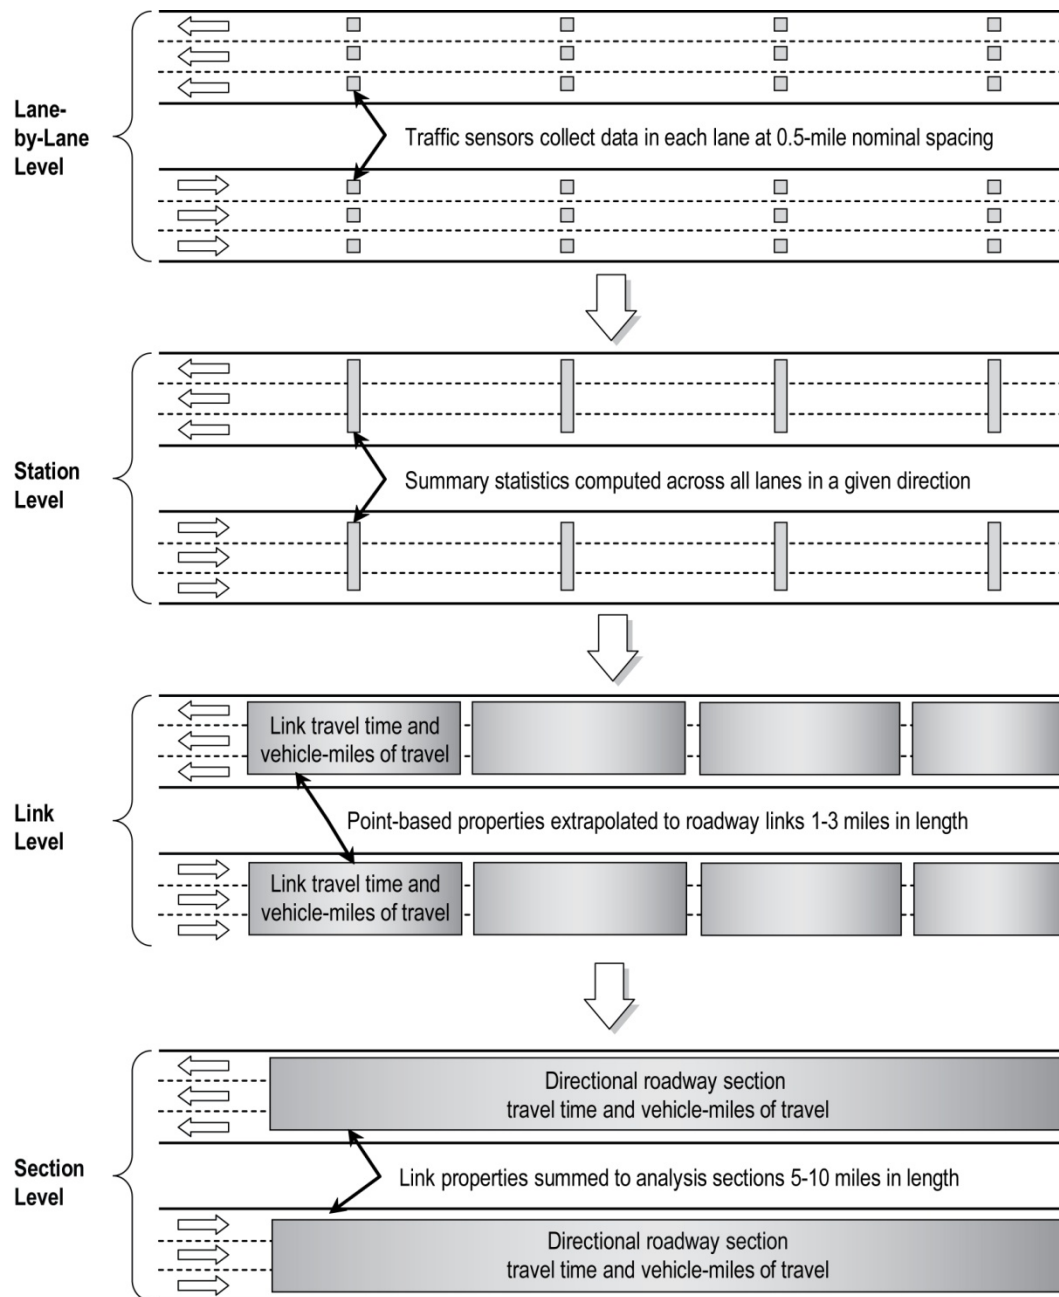 Lane-
by-Lane
Level
Traffic sensors collect data in each lane at 0.5-mile nominal spacing
Station
Level
Summary statistics computed across all lanes in a given direction
Link travel time and
vehicle-miles of travel
Link
Level
Point-based properties extrapolated to roadway links 1-3 miles in length
Link travel time and
vehicle-miles of travel
Directional roadway section
travel time and vehicle-miles of travel
Section
Level
Link properties summed to analysis sections 5-10 miles in length
Directional roadway section
travel time and vehicle-miles of travel